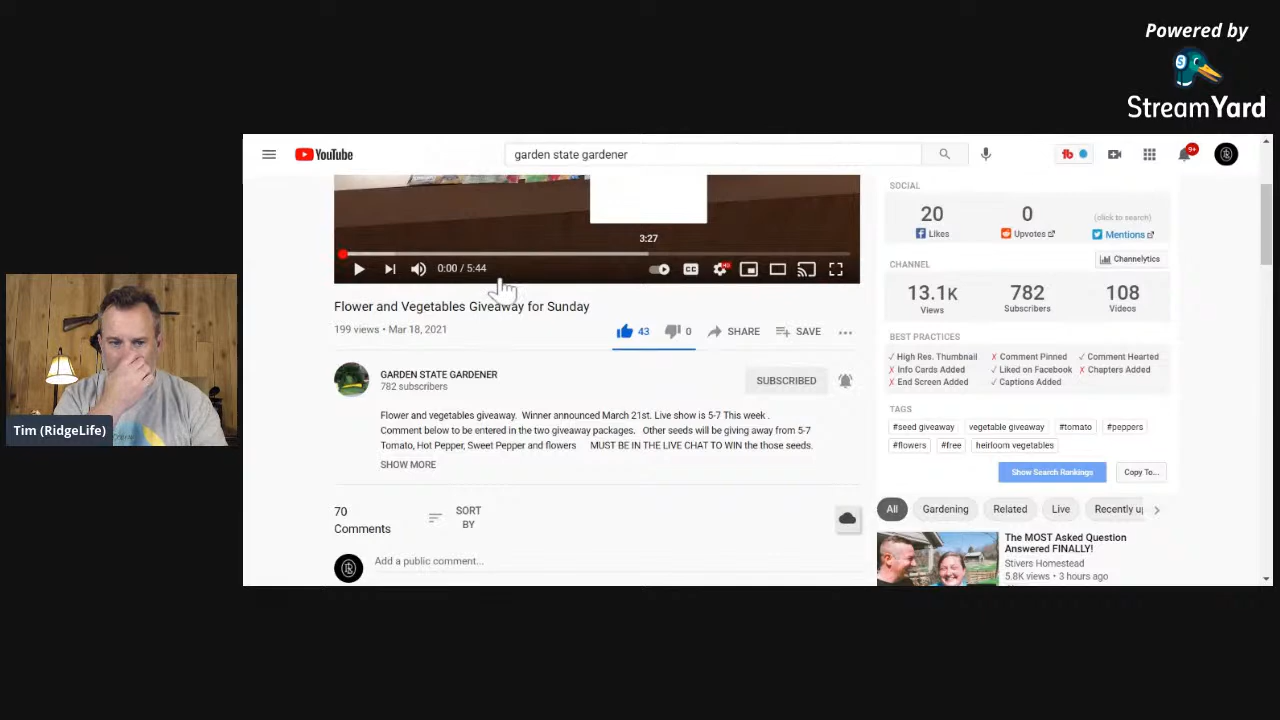 Powered by
StreamYard
YouTube
garden state gardener
9+
3:27
0:00 / 5:44
CC
HD
Flower and Vegetables Giveaway for Sunday
199 views • Mar 18, 2021
43
0
SHARE
SAVE
GARDEN STATE GARDENER
782 subscribers
SUBSCRIBED
Flower and vegetables giveaway. Winner announced March 21st. Live show is 5-7 This week .
Comment below to be entered in the two giveaway packages. Other seeds will be giving away from 5-7
Tomato, Hot Pepper, Sweet Pepper and flowers MUST BE IN THE LIVE CHAT TO WIN the those seeds.
SHOW MORE
70
Comments
SORT
BY
Add a public comment...
SOCIAL
20
Likes
0
Upvotes
(click to search)
Mentions
CHANNEL
Channelytics
13.1K
Views
782
Subscribers
108
Videos
BEST PRACTICES
✓ High Res. Thumbnail ✗ Comment Pinned ✓ Comment Hearted
✗ Info Cards Added ✓ Liked on Facebook ✗ Chapters Added
✗ End Screen Added ✓ Captions Added
TAGS
#seed giveaway vegetable giveaway #tomato #peppers
#flowers #free heirloom vegetables
Show Search Rankings Copy To...
All Gardening Related Live Recently u
The MOST Asked Question
Answered FINALLY!
Stivers Homestead
5.8K views • 3 hours ago
Tim (RidgeLife)